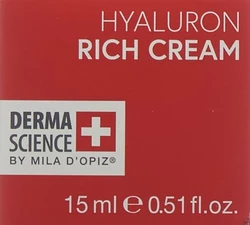 HYALURON
RICH CREAM
DERMA
SCIENCE
BY MILA D'OPIZ®
15 ml ℮ 0.51 fl.oz.